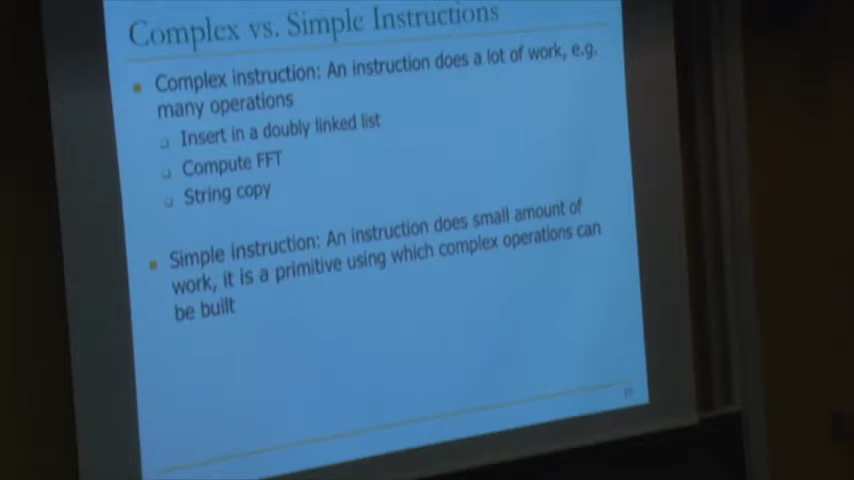 Complex vs. Simple Instructions
Complex instruction: An instruction does a lot of work, e.g.
many operations
Insert in a doubly linked list
Compute FFT
String copy
Simple instruction: An instruction does small amount of
work, it is a primitive using which complex operations can
be built